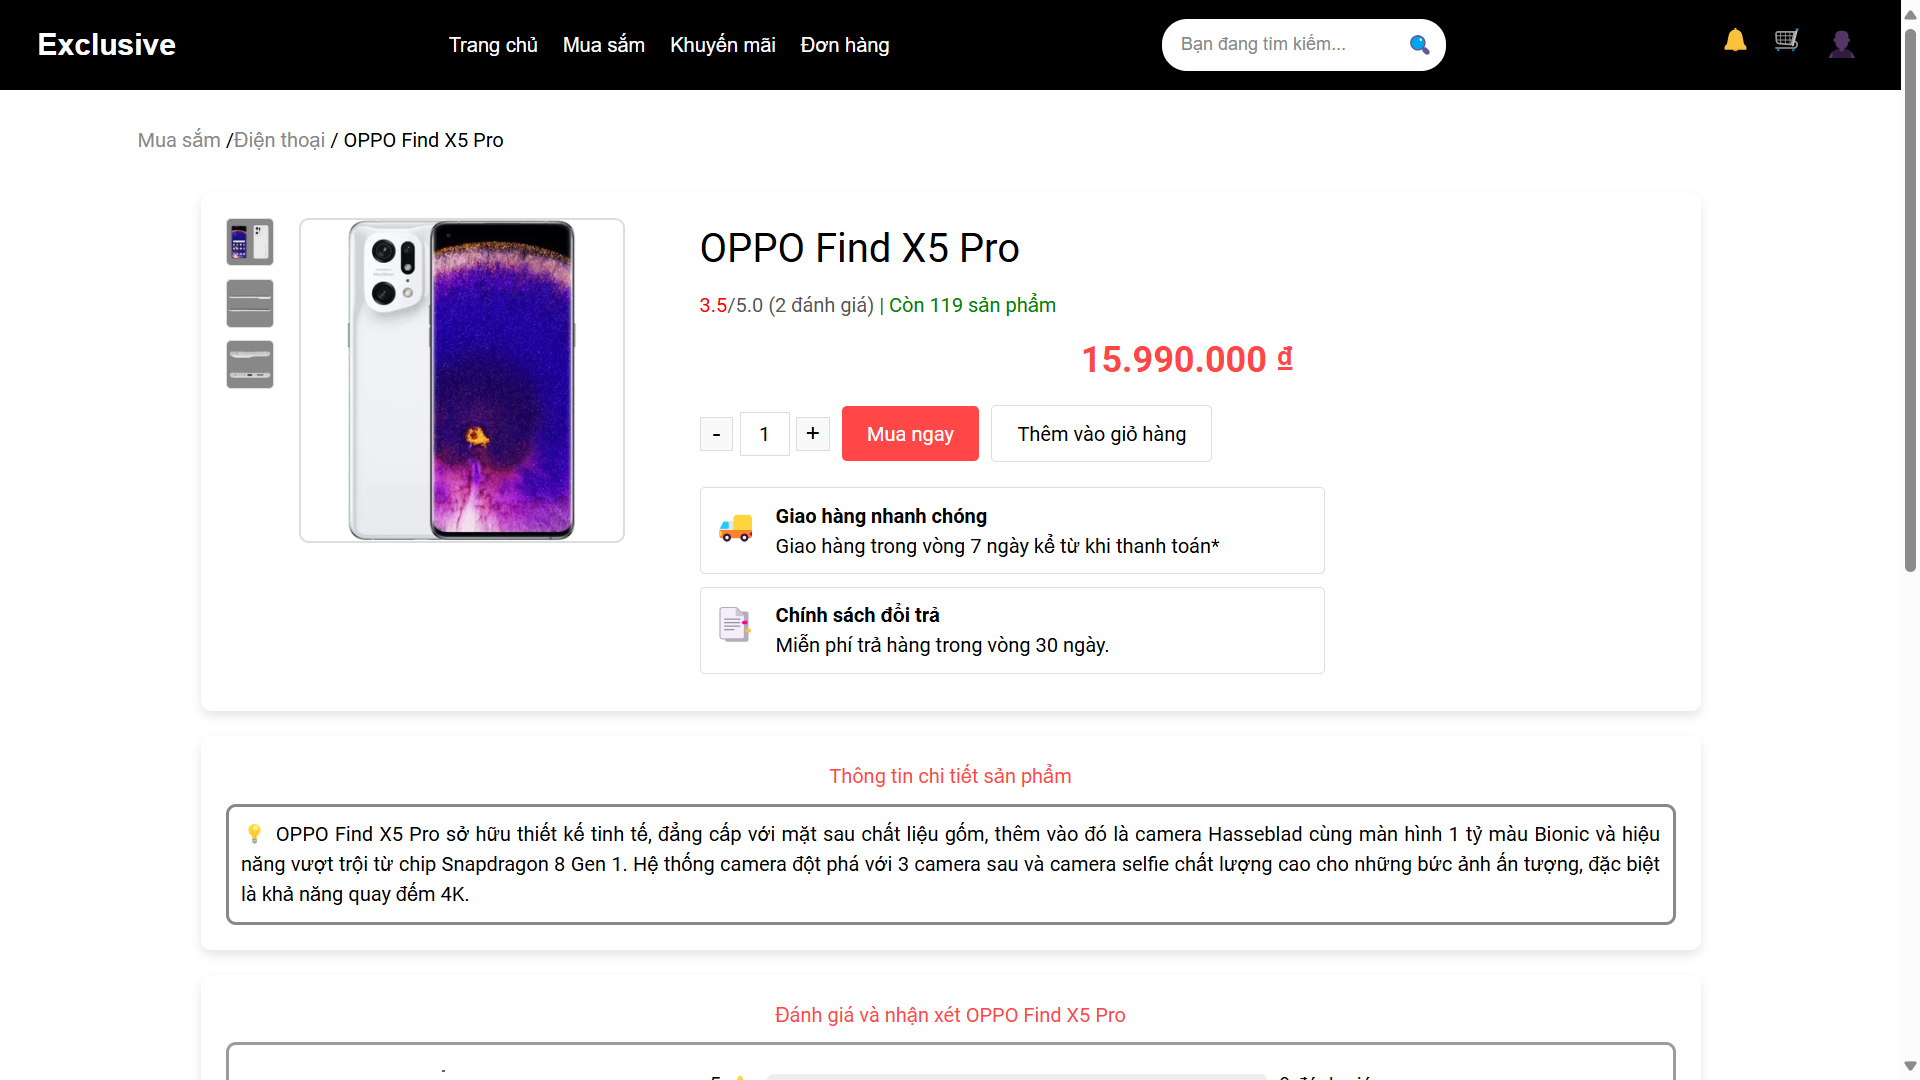 Exclusive
Trang chủ
Mua sắm
Khuyến mãi
Đơn hàng
Bạn đang tìm kiếm...
Mua sắm /Điện thoại / OPPO Find X5 Pro
OPPO Find X5 Pro
3.5/5.0 (2 đánh giá) | Còn 119 sản phẩm
15.990.000 ₫
- 1 +
Mua ngay
Thêm vào giỏ hàng
Giao hàng nhanh chóng
Giao hàng trong vòng 7 ngày kể từ khi thanh toán*
Chính sách đổi trả
Miễn phí trả hàng trong vòng 30 ngày.
Thông tin chi tiết sản phẩm
💡 OPPO Find X5 Pro sở hữu thiết kế tinh tế, đẳng cấp với mặt sau chất liệu gốm, thêm vào đó là camera Hasseblad cùng màn hình 1 tỷ màu Bionic và hiệu
năng vượt trội từ chip Snapdragon 8 Gen 1. Hệ thống camera đột phá với 3 camera sau và camera selfie chất lượng cao cho những bức ảnh ấn tượng, đặc biệt
là khả năng quay đếm 4K.
Đánh giá và nhận xét OPPO Find X5 Pro